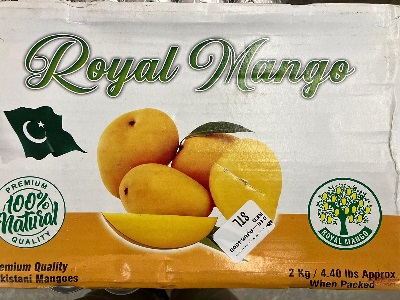 Royal Mango
PREMIUM
100%
Natural
QUALITY
ROYAL MANGO
emium Quality
kistani Mangoes
2 Kg / 4.40 lbs Approx
When Packed